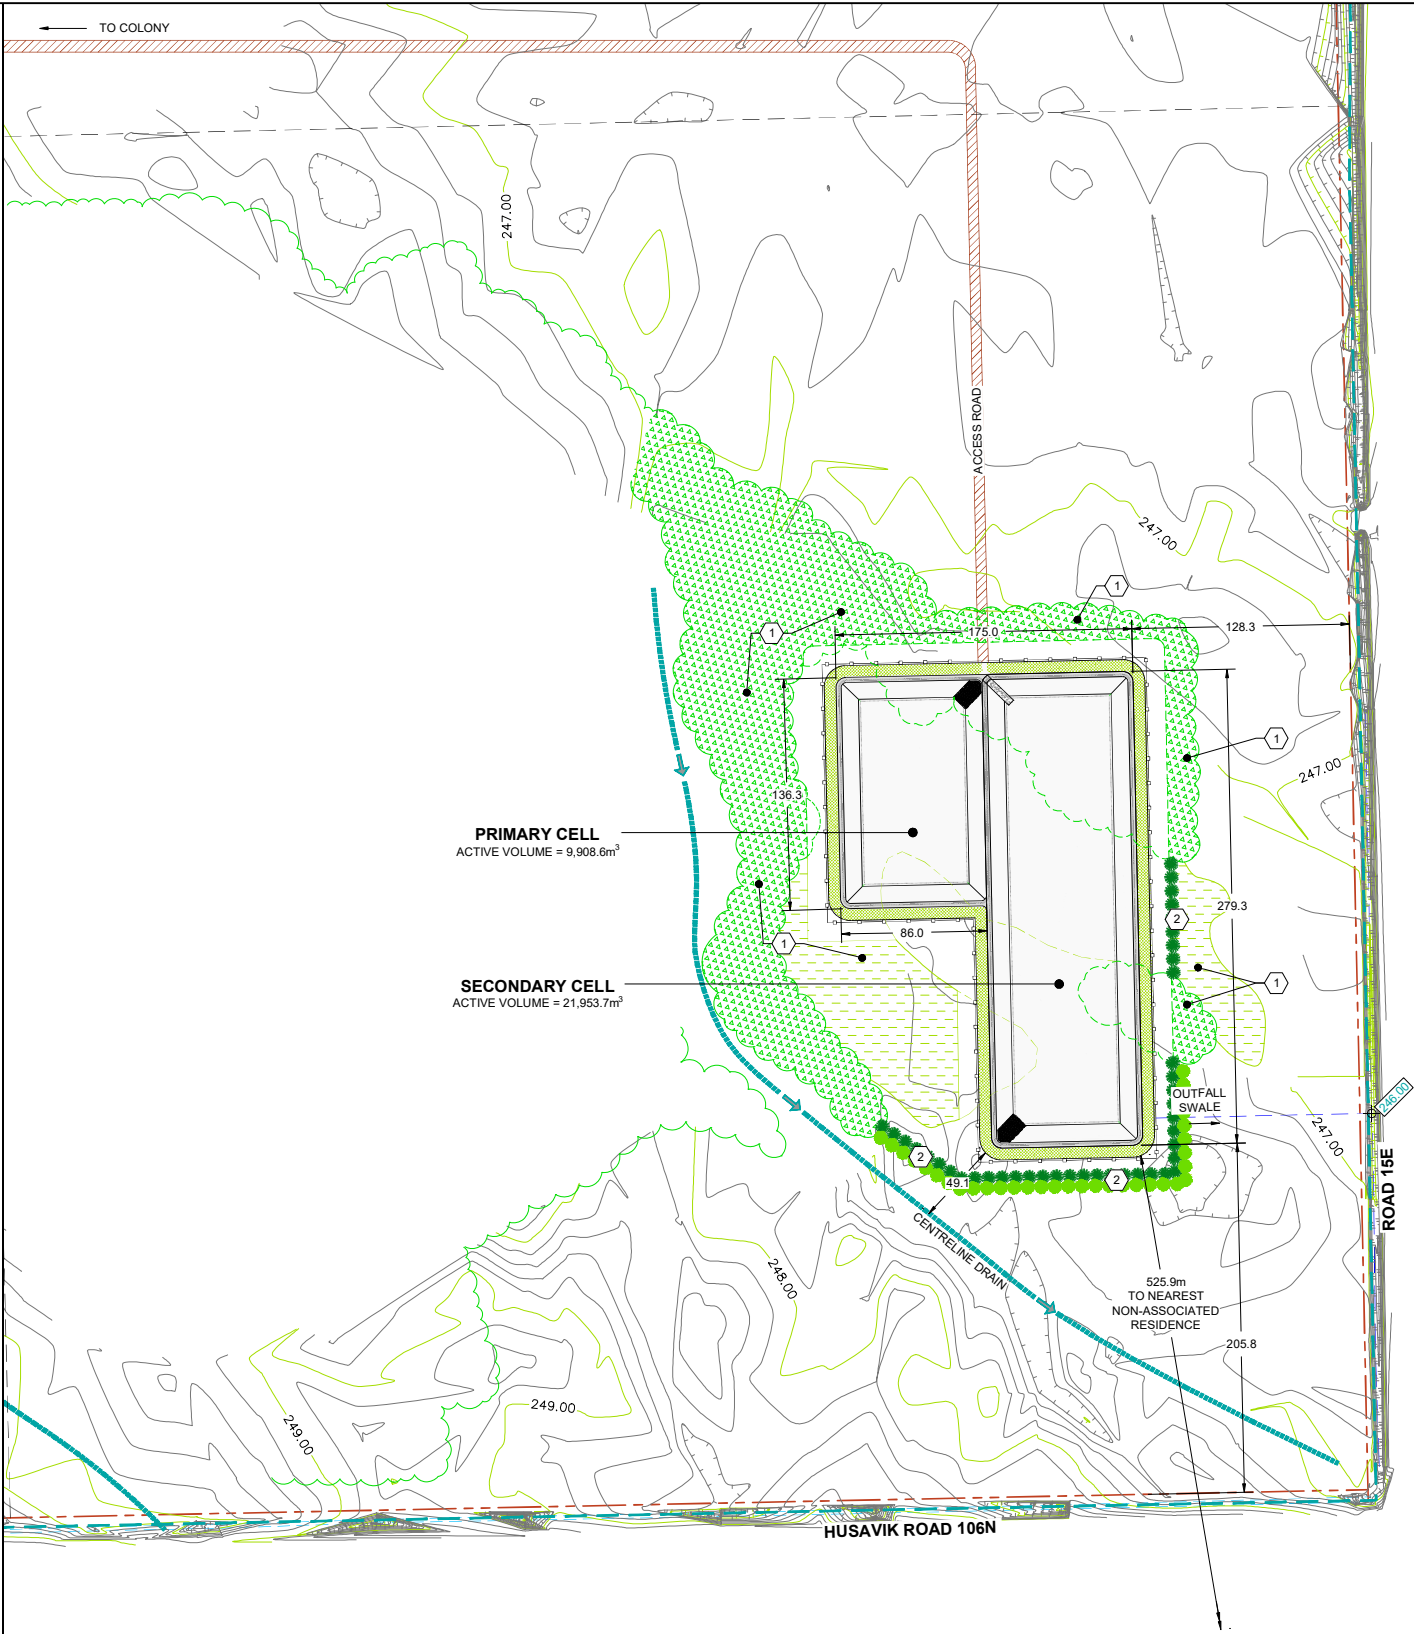 TO COLONY
247.00
ACCESS ROAD
247.00
1
1
175.0
128.3
1
247.00
136.3
PRIMARY CELL
ACTIVE VOLUME = 9,908.6m³
279.3
2
86.0
1
SECONDARY CELL
ACTIVE VOLUME = 21,953.7m³
1
OUTFALL
SWALE
246.00
247.00
2
49.1
2
ROAD 15E
CENTRELINE DRAIN
248.00
525.9m
TO NEAREST
NON-ASSOCIATED
RESIDENCE
205.8
249.00
249.00
HUSAVIK ROAD 106N